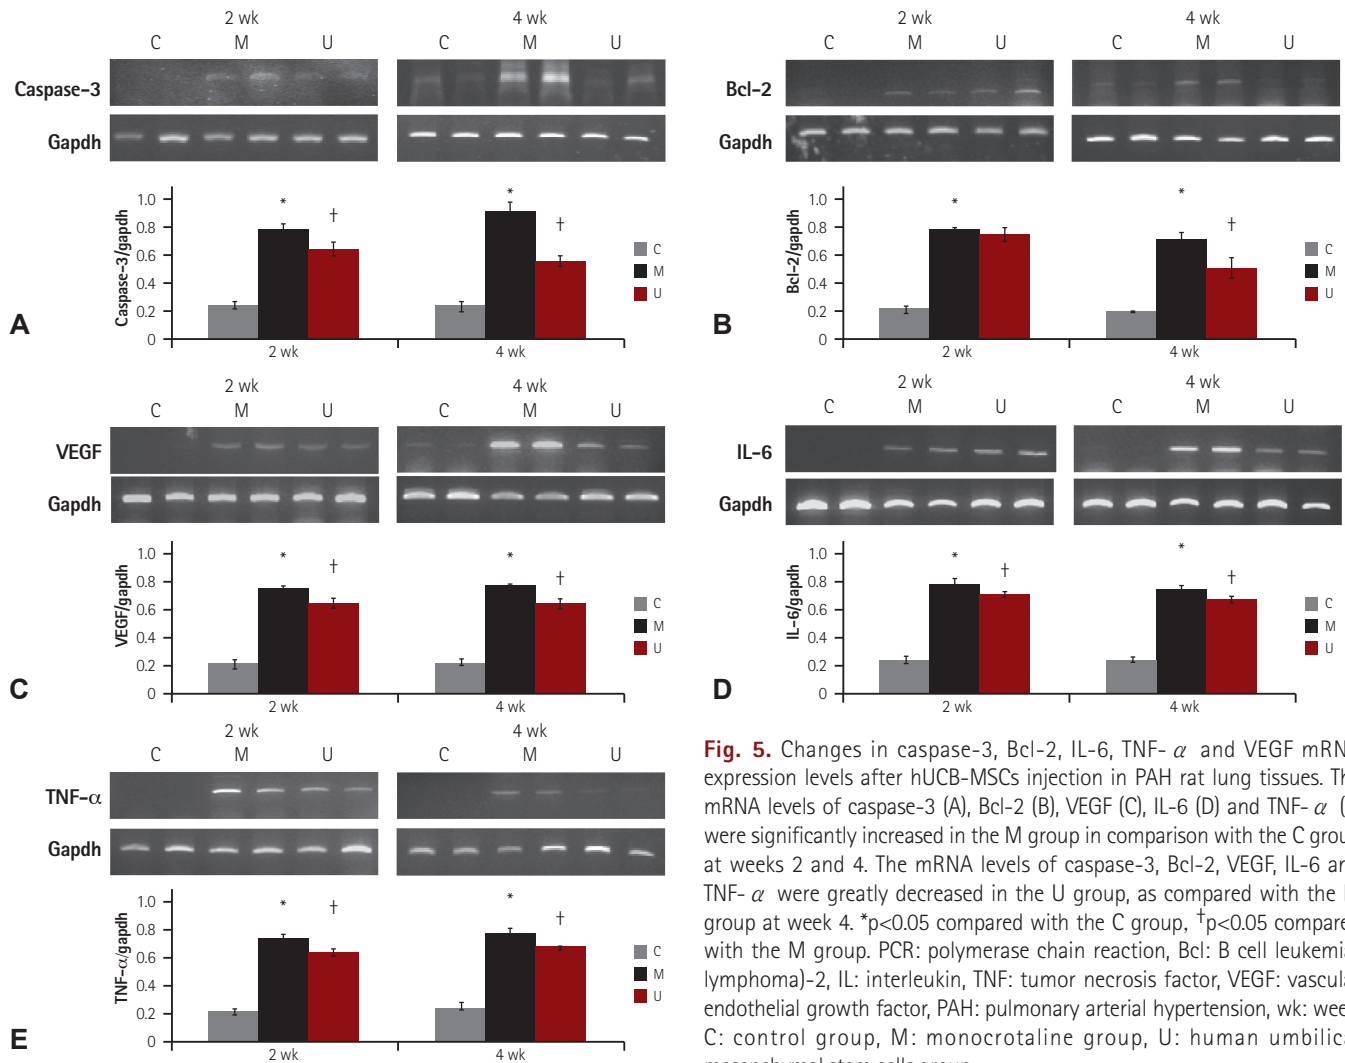 2 wk
4 wk
C M U C M U
Caspase-3
Gapdh
Caspase-3/gapdh
1.0
0.8
0.6
0.4
0.2
0
* † * †
2 wk 4 wk
C
M
U
A
2 wk
4 wk
C M U C M U
Bcl-2
Gapdh
Bcl-2/gapdh
1.0
0.8
0.6
0.4
0.2
0
* * †
2 wk 4 wk
C
M
U
B
2 wk
4 wk
C M U C M U
VEGF
Gapdh
VEGF/gapdh
1.0
0.8
0.6
0.4
0.2
0
* † * †
2 wk 4 wk
C
M
U
C
2 wk
4 wk
C M U C M U
IL-6
Gapdh
IL-6/gapdh
1.0
0.8
0.6
0.4
0.2
0
* † * †
2 wk 4 wk
C
M
U
D
2 wk
4 wk
C M U C M U
TNF-α
Gapdh
TNF-α/gapdh
1.0
0.8
0.6
0.4
0.2
0
* † * †
2 wk 4 wk
C
M
U
E
Fig. 5. Changes in caspase-3, Bcl-2, IL-6, TNF-α and VEGF mRN
expression levels after hUCB-MSCs injection in PAH rat lung tissues. Th
mRNA levels of caspase-3 (A), Bcl-2 (B), VEGF (C), IL-6 (D) and TNF-α (
were significantly increased in the M group in comparison with the C grou
at weeks 2 and 4. The mRNA levels of caspase-3, Bcl-2, VEGF, IL-6 an
TNF-α were greatly decreased in the U group, as compared with the
group at week 4. *p<0.05 compared with the C group, †p<0.05 compare
with the M group. PCR: polymerase chain reaction, Bcl: B cell leukemia
lymphoma)-2, IL: interleukin, TNF: tumor necrosis factor, VEGF: vascula
endothelial growth factor, PAH: pulmonary arterial hypertension, wk: wee
C: control group, M: monocrotaline group, U: human umbilica